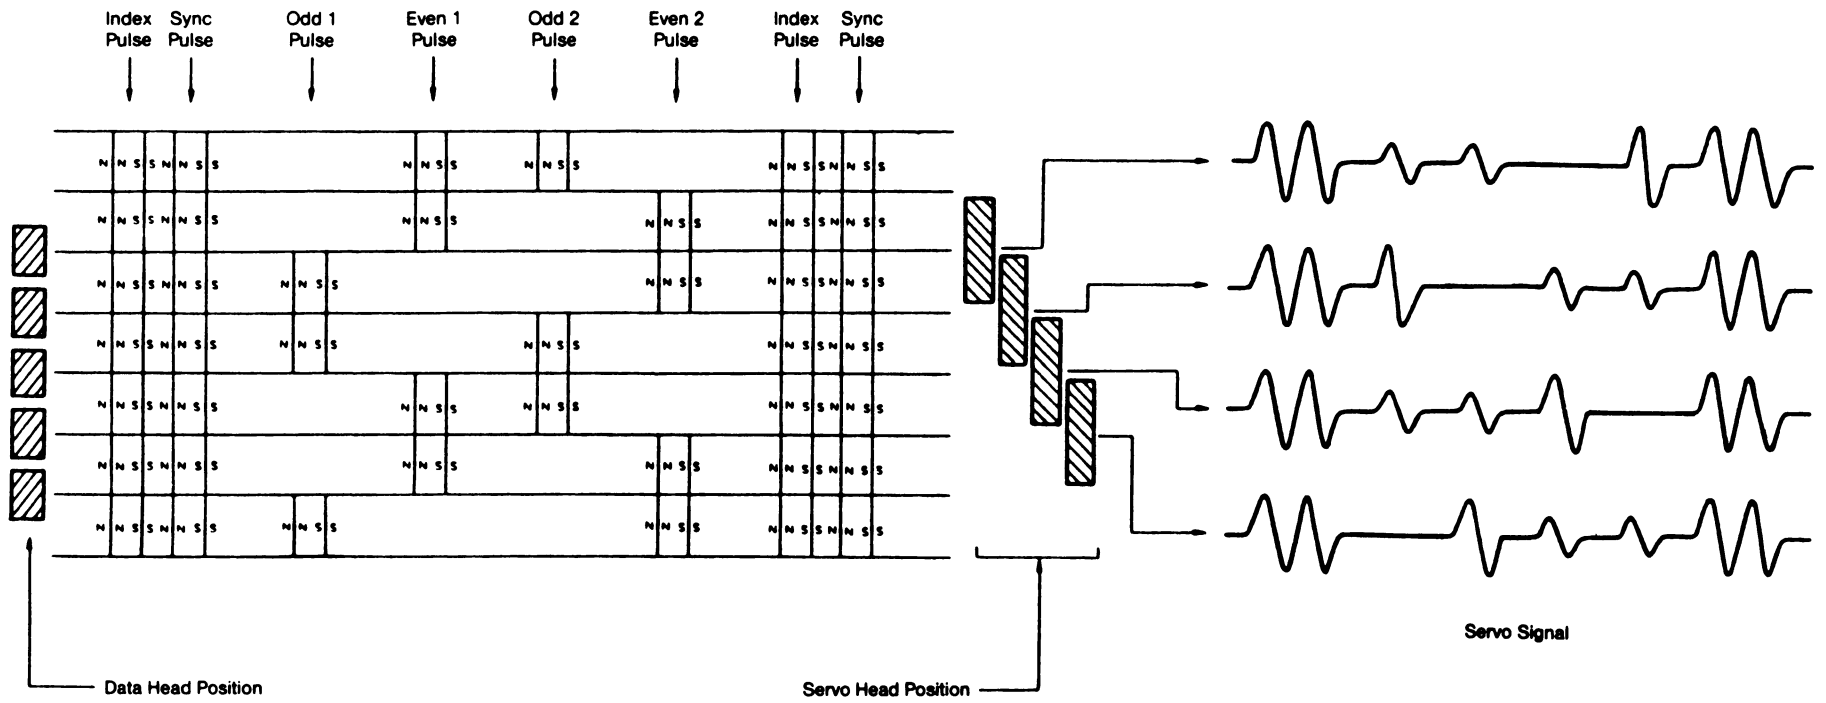 Index Sync Odd 1 Even 1 Odd 2 Even 2 Index Sync
Pulse Pulse Pulse Pulse Pulse Pulse Pulse Pulse
N N S S N N S S N N S S N N S S N N S S N N S S
N N S S N N S S N N S S N N S S N N S S N N S S
N N S S N N S S N N S S N N S S N N S S N N S S
N N S S N N S S N N S S N N S S N N S S N N S S
N N S S N N S S N N S S N N S S N N S S N N S S
N N S S N N S S N N S S N N S S N N S S N N S S
N N S S N N S S N N S S N N S S N N S S N N S S
Servo Signal
Data Head Position
Servo Head Position